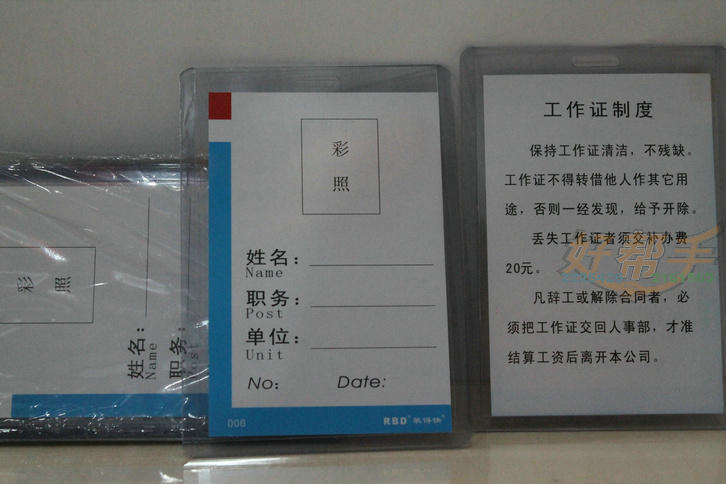 彩
照
姓名：
Name
职务：
Post
单位：
Unit
No:
Date:
006
RBD
工作证制度
保持工作证清洁，不残缺。
工作证不得转借他人作其它用
途，否则一经发现，给予开除。
丢失工作证者须交补办费
20元。
凡辞工或解除合同者，必
须把工作证交回人事部，才准
结算工资后离开本公司。
好帮手
彩照
姓名：
Name
职务：
Post